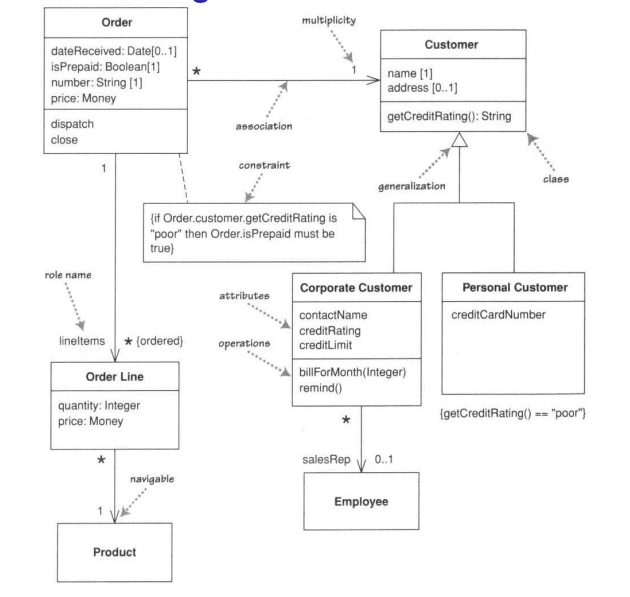 Order
dateReceived: Date[0..1]
isPrepaid: Boolean[1]
number: String [1]
price: Money
dispatch
close
multiplicity
*
1
association
Customer
name [1]
address [0..1]
getCreditRating(): String
generalization
class
1
constraint
{if Order.customer.getCreditRating is
"poor" then Order.isPrepaid must be
true}
role name
lineItems
* {ordered}
attributes
operations
Corporate Customer
contactName
creditRating
creditLimit
billForMonth(Integer)
remind()
Personal Customer
creditCardNumber
{getCreditRating() == "poor"}
Order Line
quantity: Integer
price: Money
*
navigable
1
Product
*
salesRep
0..1
Employee